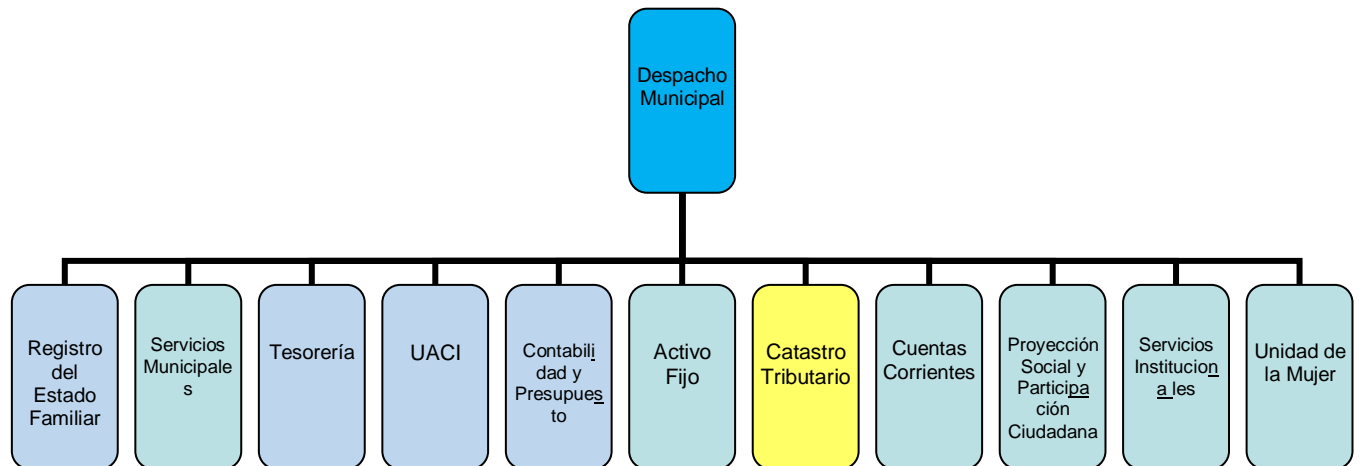 Despacho
Municipal
Registro
del
Estado
Familiar
Servicios
Municipale
s
Tesorería
UACI
Contabili
dad y
Presupues
to
Activo
Fijo
Catastro
Tributario
Cuentas
Corrientes
Proyección
Social y
Participa
ción
Ciudadana
Servicios
Institucion
a les
Unidad de
la Mujer